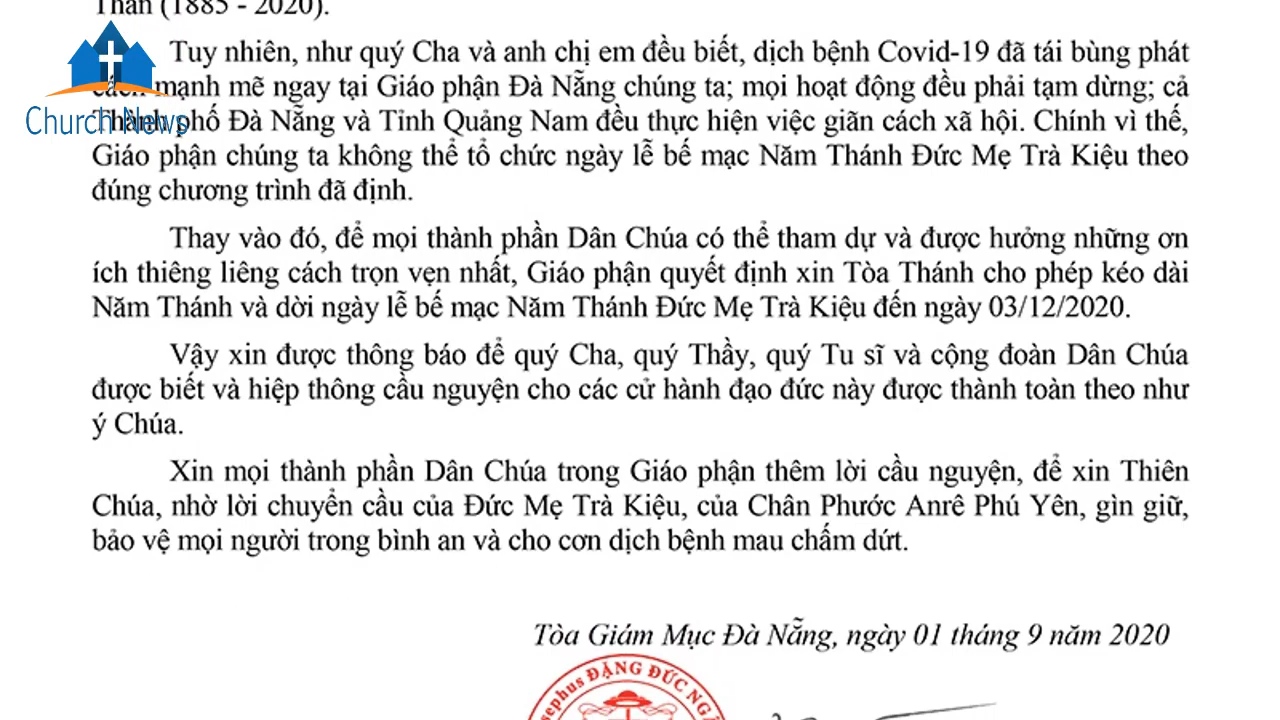 Thân (1885 - 2020).
Tuy nhiên, như quý Cha và anh chị em đều biết, dịch bệnh Covid-19 đã tái bùng phát
cách mạnh mẽ ngay tại Giáo phận Đà Nẵng chúng ta; mọi hoạt động đều phải tạm dừng; cả
Thành phố Đà Nẵng và Tỉnh Quảng Nam đều thực hiện việc giãn cách xã hội. Chính vì thế,
Church News
Giáo phận chúng ta không thể tổ chức ngày lễ bế mạc Năm Thánh Đức Mẹ Trà Kiệu theo
đúng chương trình đã định.
Thay vào đó, để mọi thành phần Dân Chúa có thể tham dự và được hưởng những ơn
ích thiêng liêng cách trọn vẹn nhất, Giáo phận quyết định xin Tòa Thánh cho phép kéo dài
Năm Thánh và dời ngày lễ bế mạc Năm Thánh Đức Mẹ Trà Kiệu đến ngày 03/12/2020.
Vậy xin được thông báo để quý Cha, quý Thầy, quý Tu sĩ và cộng đoàn Dân Chúa
được biết và hiệp thông cầu nguyện cho các cử hành đạo đức này được thành toàn theo như
ý Chúa.
Xin mọi thành phần Dân Chúa trong Giáo phận thêm lời cầu nguyện, để xin Thiên
Chúa, nhờ lời chuyển cầu của Đức Mẹ Trà Kiệu, của Chân Phước Anrê Phú Yên, gìn giữ,
bảo vệ mọi người trong bình an và cho cơn dịch bệnh mau chấm dứt.
Tòa Giám Mục Đà Nẵng, ngày 01 tháng 9 năm 2020
sephus ĐẶNG ĐỨC NGÂ